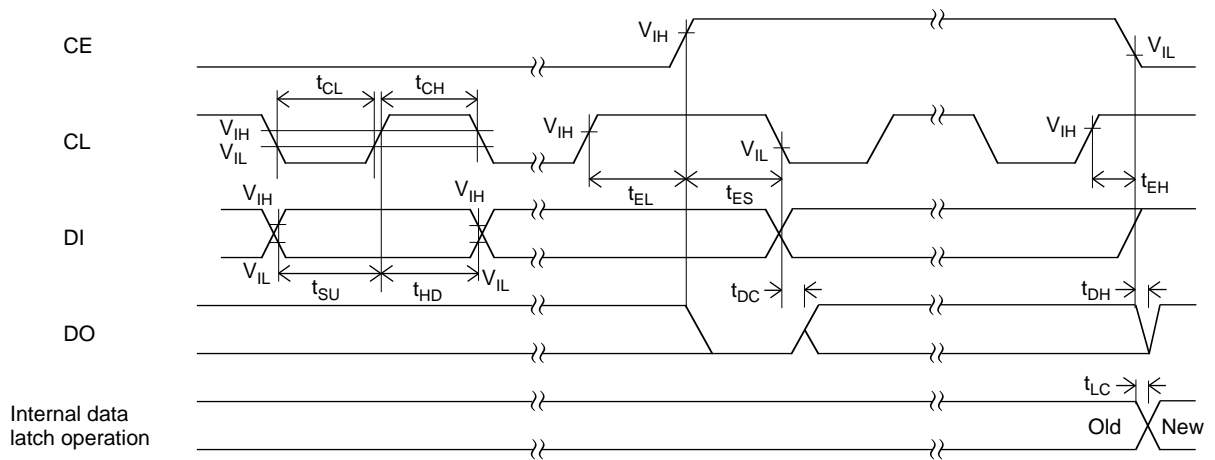 CE
V_IH
V_IL
t_CL
t_CH
CL
V_IH
V_IL
V_IH
V_IL
V_IH
t_EL
t_ES
t_EH
DI
V_IH
V_IH
V_IL
V_IL
t_SU
t_HD
t_DC
t_DH
DO
t_LC
Internal data
latch operation
Old
New